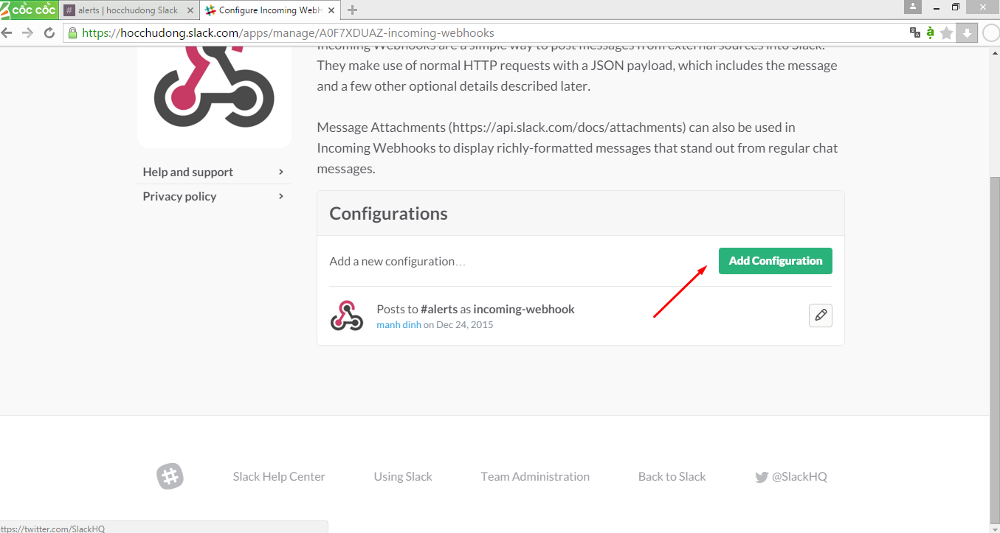 cốc cốc
alerts | hocchudong Slack
Configure Incoming WebH
https://hocchudong.slack.com/apps/manage/A0F7XDUAZ-incoming-webhooks
Incoming Webhooks are a simple way to post messages from external sources into Slack.
They make use of normal HTTP requests with a JSON payload, which includes the message
and a few other optional details described later.
Message Attachments (https://api.slack.com/docs/attachments) can also be used in
Incoming Webhooks to display richly-formatted messages that stand out from regular chat
messages.
Help and support
Privacy policy
Configurations
Add a new configuration…
Add Configuration
Posts to #alerts as incoming-webhook
manh dinh on Dec 24, 2015
Slack Help Center
Using Slack
Team Administration
Back to Slack
@SlackHQ
ttps://twitter.com/SlackHQ